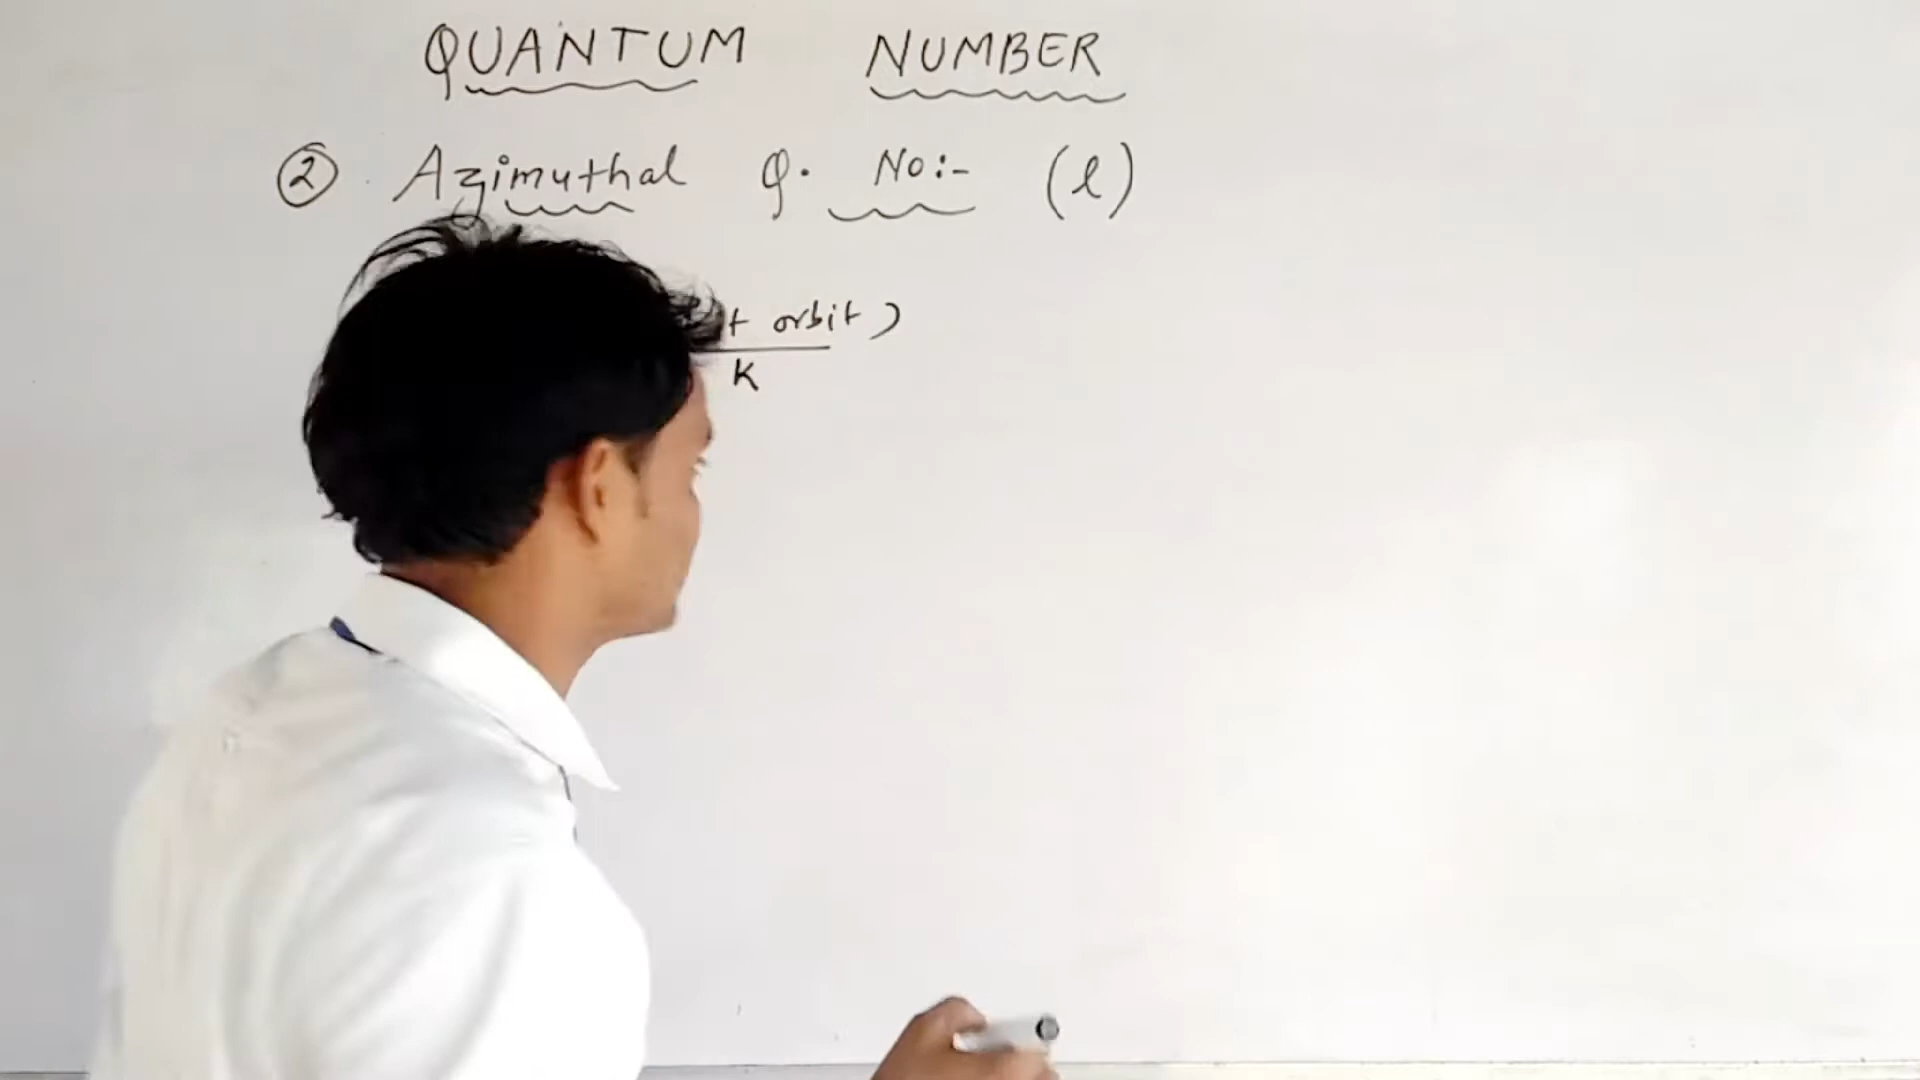 QUANTUM NUMBER
② Azimuthal Q. No:- (l)
orbit)
K